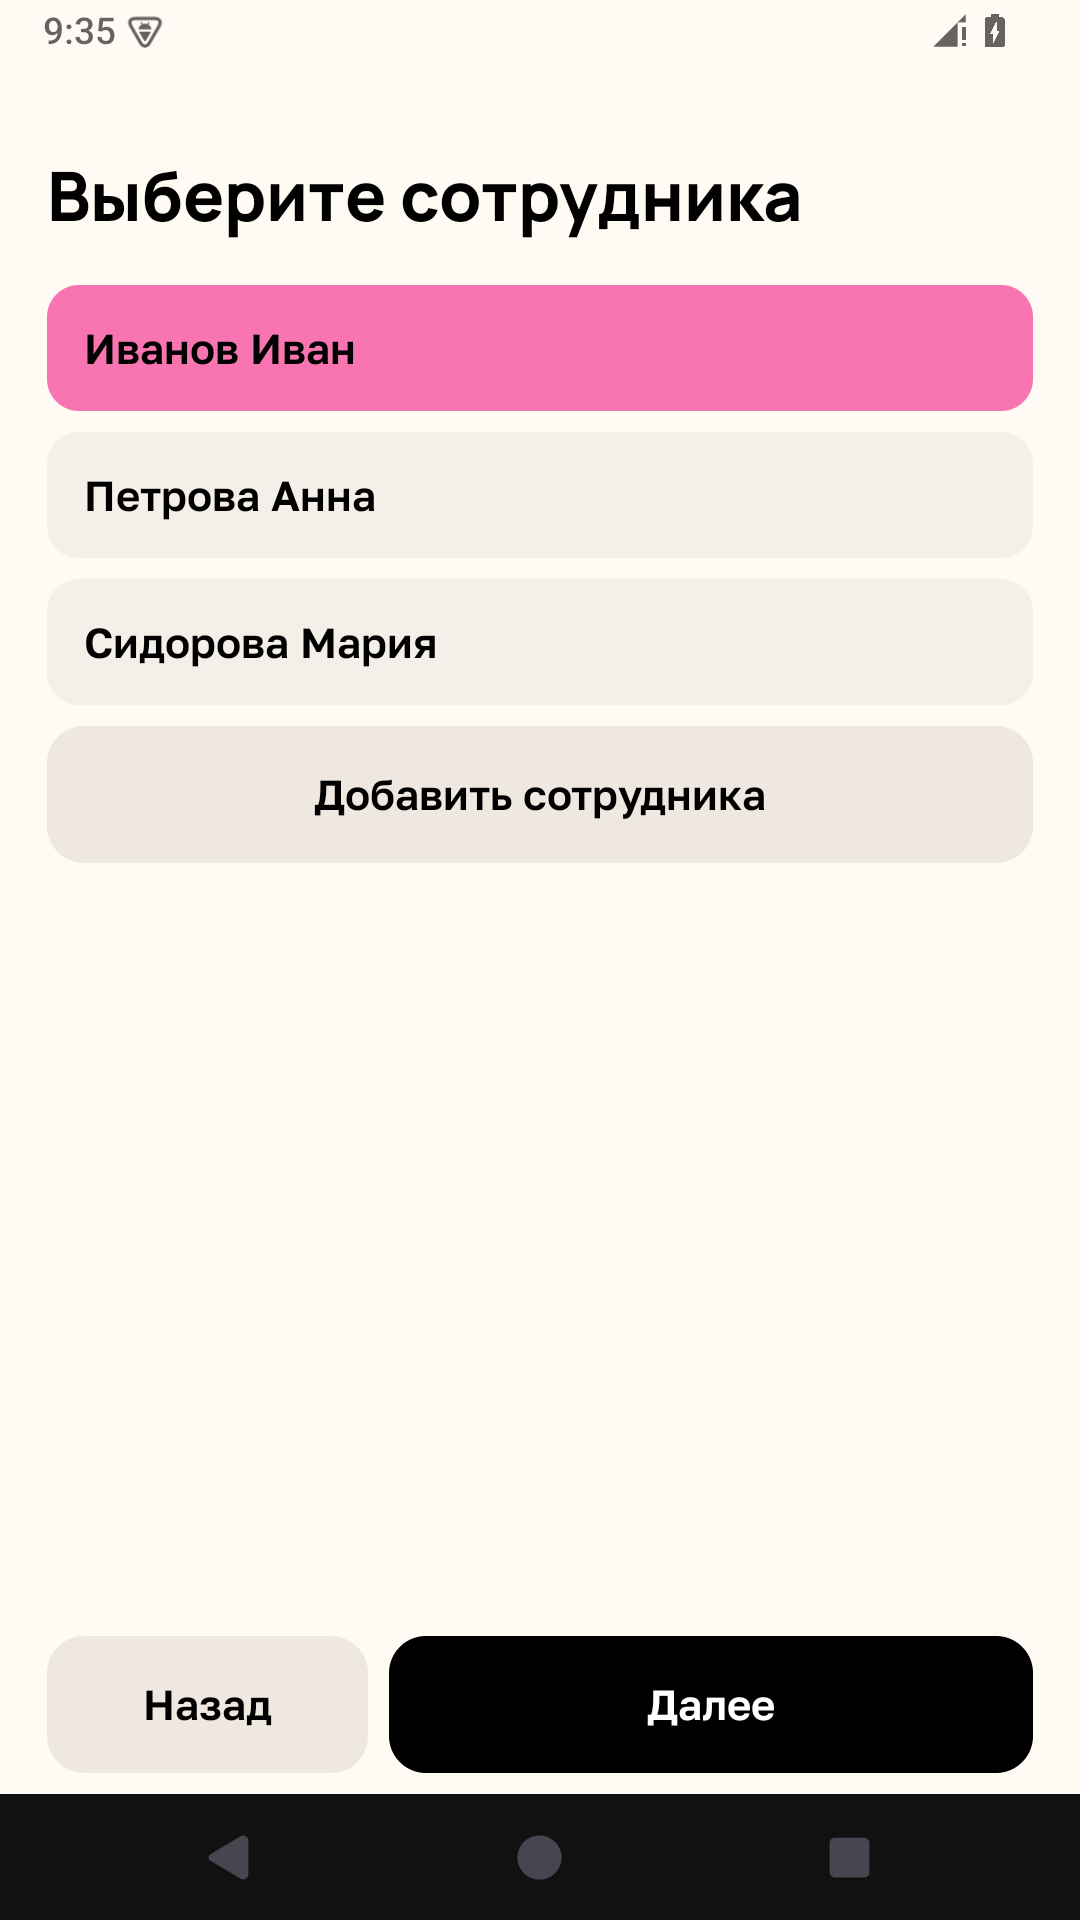 9:35
Выберите сотрудника
Иванов Иван
Петрова Анна
Сидорова Мария
Добавить сотрудника
Назад
Далее